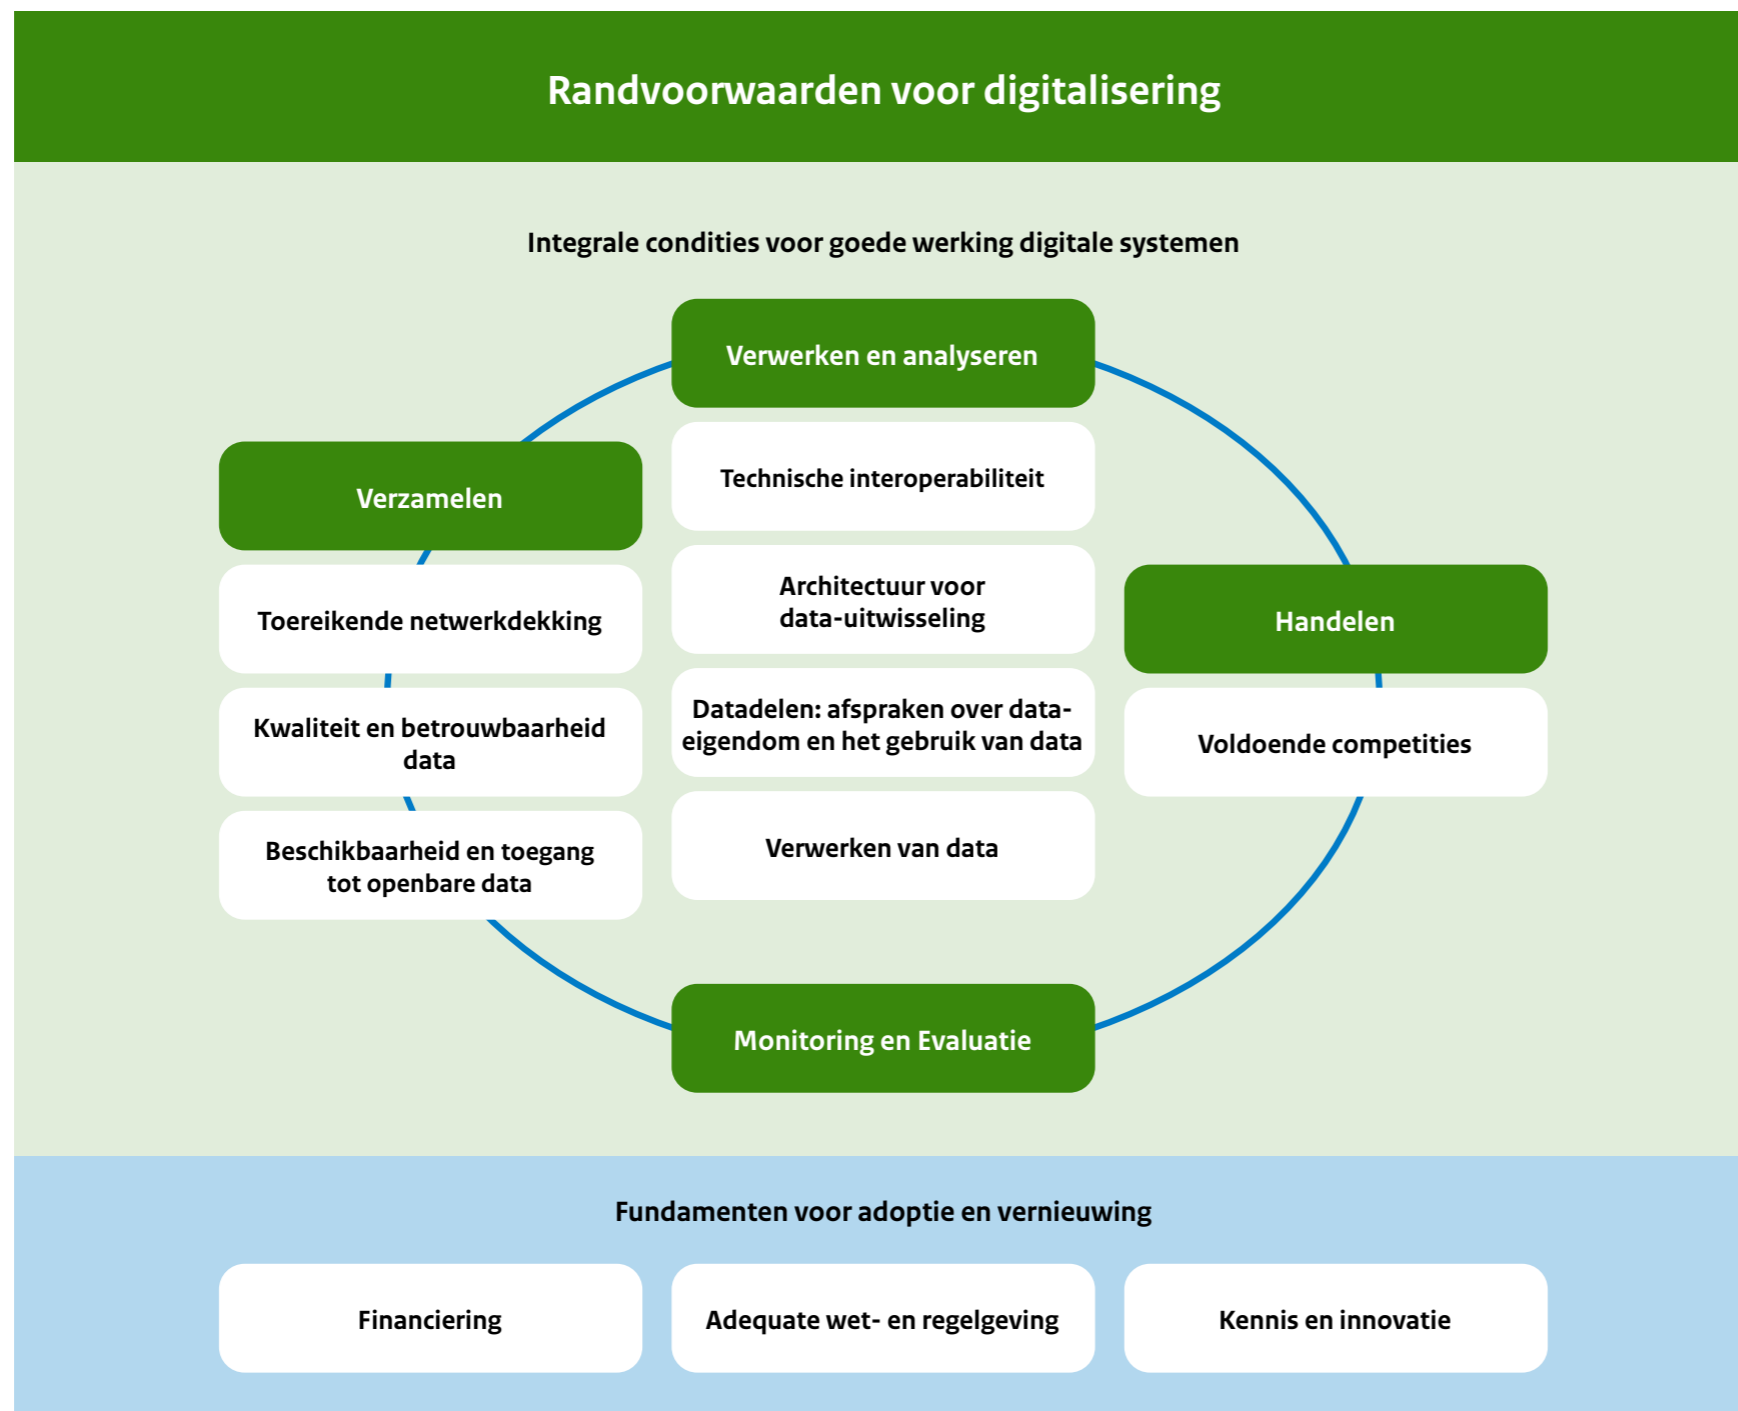 Randvoorwaarden voor digitalisering
Integrale condities voor goede werking digitale systemen
Verzamelen
Toereikende netwerkdekking
Kwaliteit en betrouwbaarheid
data
Beschikbaarheid en toegang
tot openbare data
Verwerken en analyseren
Technische interoperabiliteit
Architectuur voor
data-uitwisseling
Datadelen: afspraken over data-
eigendom en het gebruik van data
Verwerken van data
Handelen
Voldoende competities
Monitoring en Evaluatie
Fundamenten voor adoptie en vernieuwing
Financiering
Adequate wet- en regelgeving
Kennis en innovatie